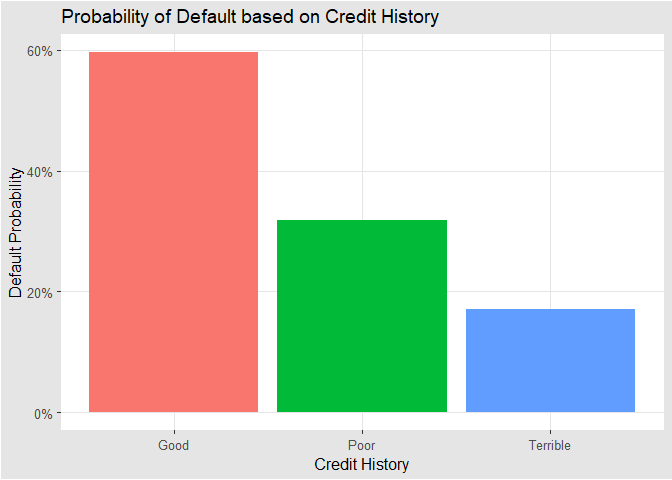 Probability of Default based on Credit History
Default Probability
60%
40%
20%
0%
Good Poor Terrible
Credit History